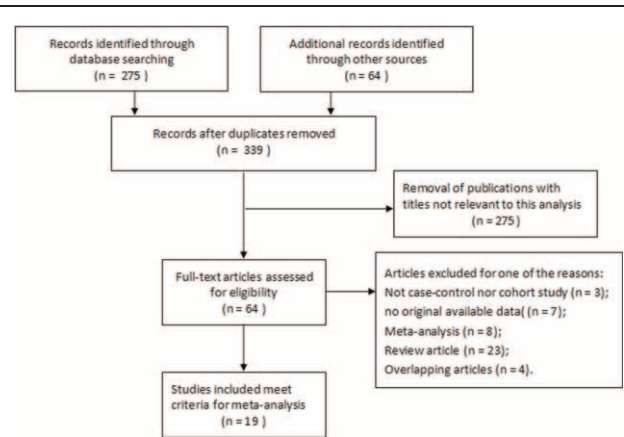 Records identified through
database searching
(n = 275 )
Additional records identified
through other sources
(n = 64 )
Records after duplicates removed
(n = 339 )
Removal of publications with
titles not relevant to this analysis
(n = 275 )
Full-text articles assessed
for eligibility
(n = 64 )
Articles excluded for one of the reasons:
Not case-control nor cohort study (n = 3);
no original available data( (n = 7);
Meta-analysis (n = 8);
Review article (n = 23);
Overlapping articles (n = 4).
Studies included meet
criteria for meta-analysis
(n = 19 )